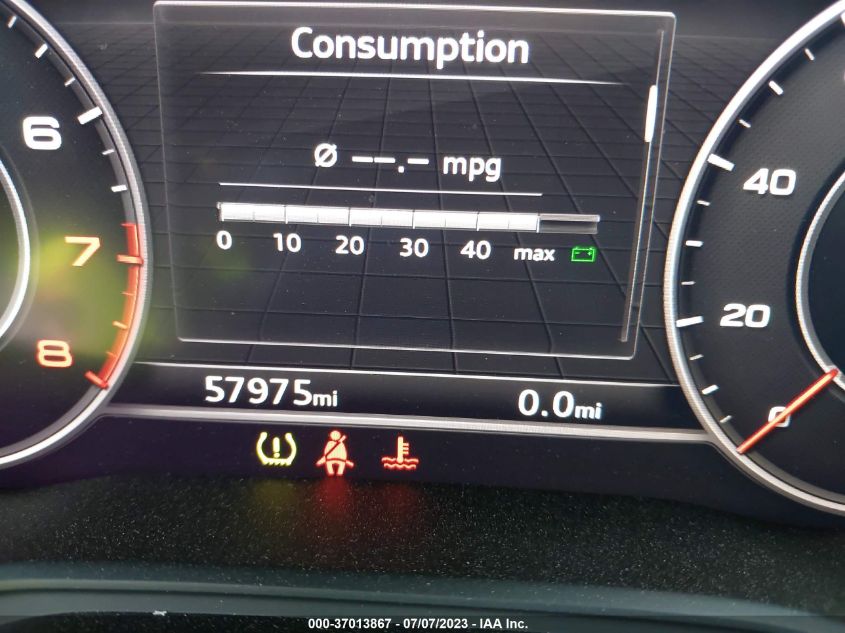 Consumption
Ø --.- mpg
0 10 20 30 40 max
6
7
8
40
20
0
57975mi
0.0mi
000-37013867 - 07/07/2023 - IAA Inc.